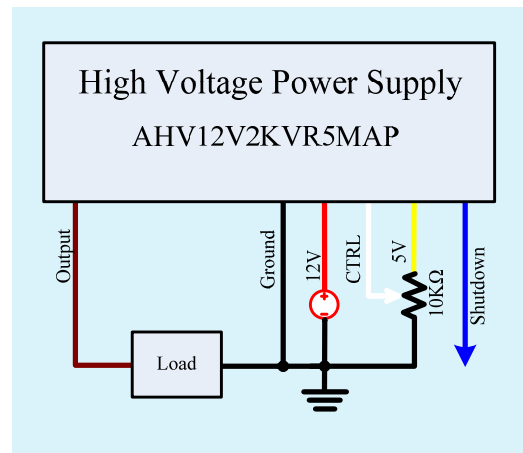 High Voltage Power Supply
AHV12V2KVR5MAP
Output
Ground
12V
CTRL
5V
10KΩ
Shutdown
Load